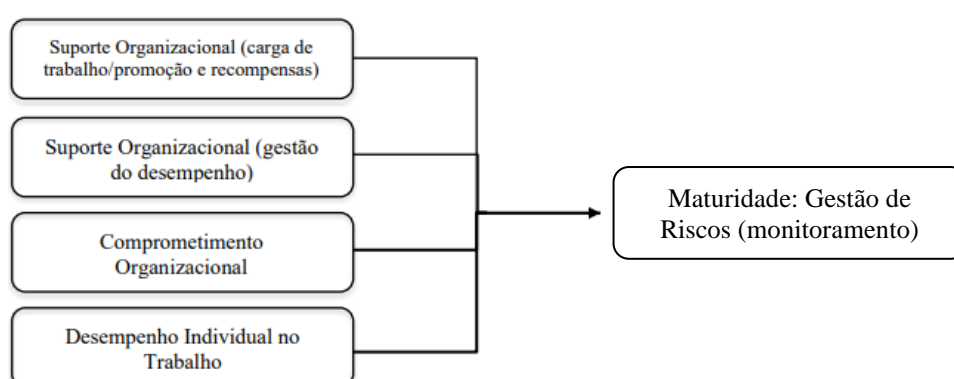 Suporte Organizacional (carga de
trabalho/promoção e recompensas)
Suporte Organizacional (gestão
do desempenho)
Comprometimento
Organizacional
Desempenho Individual no
Trabalho
Maturidade: Gestão de
Riscos (monitoramento)